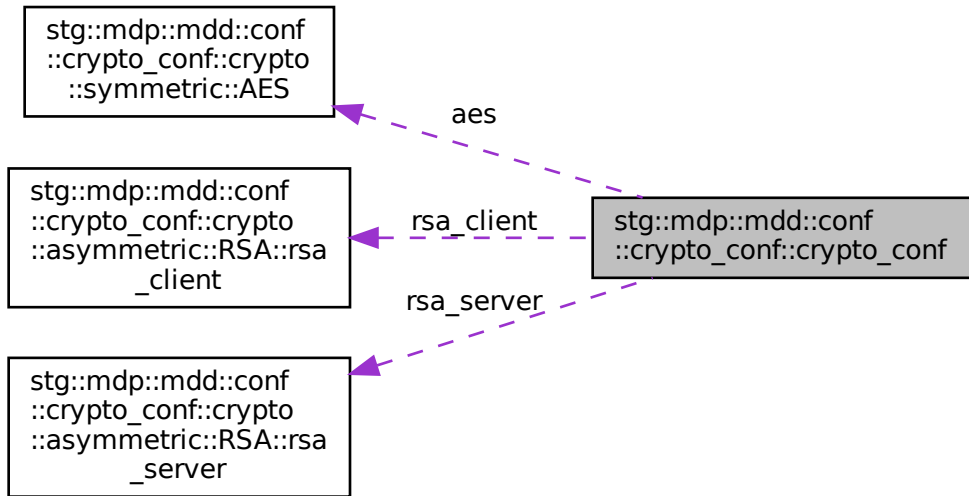 stg::mdp::mdd::conf
::crypto_conf::crypto
::symmetric::AES
aes
stg::mdp::mdd::conf
::crypto_conf::crypto
::asymmetric::RSA::rsa
_client
rsa_client
stg::mdp::mdd::conf
::crypto_conf::crypto_conf
rsa_server
stg::mdp::mdd::conf
::crypto_conf::crypto
::asymmetric::RSA::rsa
_server